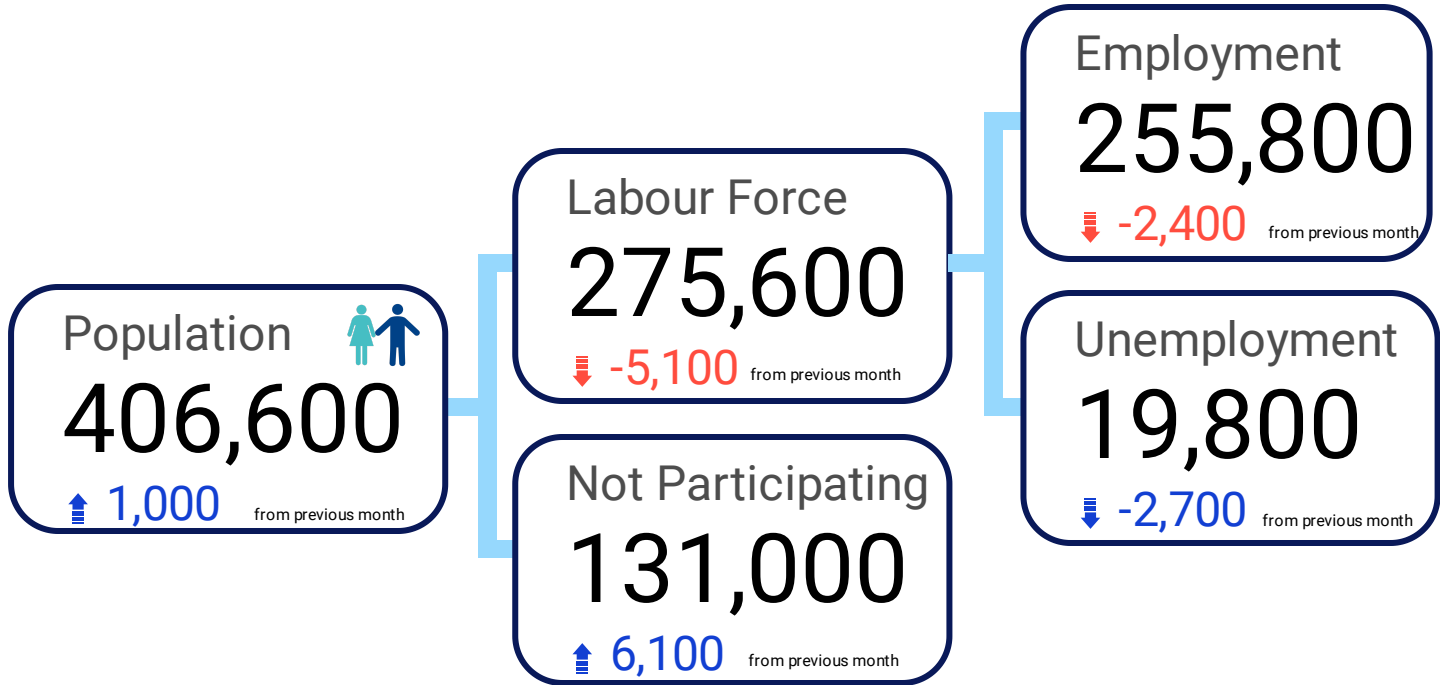 Population
406,600
1,000 from previous month
Labour Force
275,600
-5,100 from previous month
Not Participating
131,000
6,100 from previous month
Employment
255,800
-2,400 from previous month
Unemployment
19,800
-2,700 from previous month